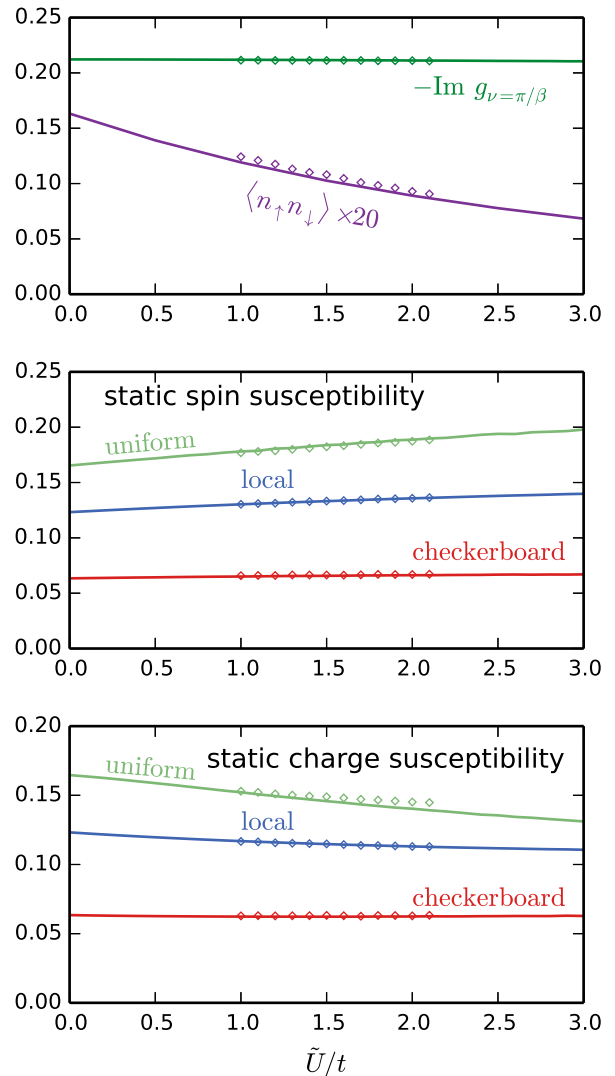 0.25
0.20
0.15
0.10
0.05
0.00
−Im g_{ν=π/β}
⟨n↑n↓⟩ ×20
0.0 0.5 1.0 1.5 2.0 2.5 3.0
0.25
0.20
0.15
0.10
0.05
0.00
static spin susceptibility
uniform
local
checkerboard
0.0 0.5 1.0 1.5 2.0 2.5 3.0
0.20
0.15
0.10
0.05
0.00
static charge susceptibility
uniform
local
checkerboard
0.0 0.5 1.0 1.5 2.0 2.5 3.0
Ũ/t